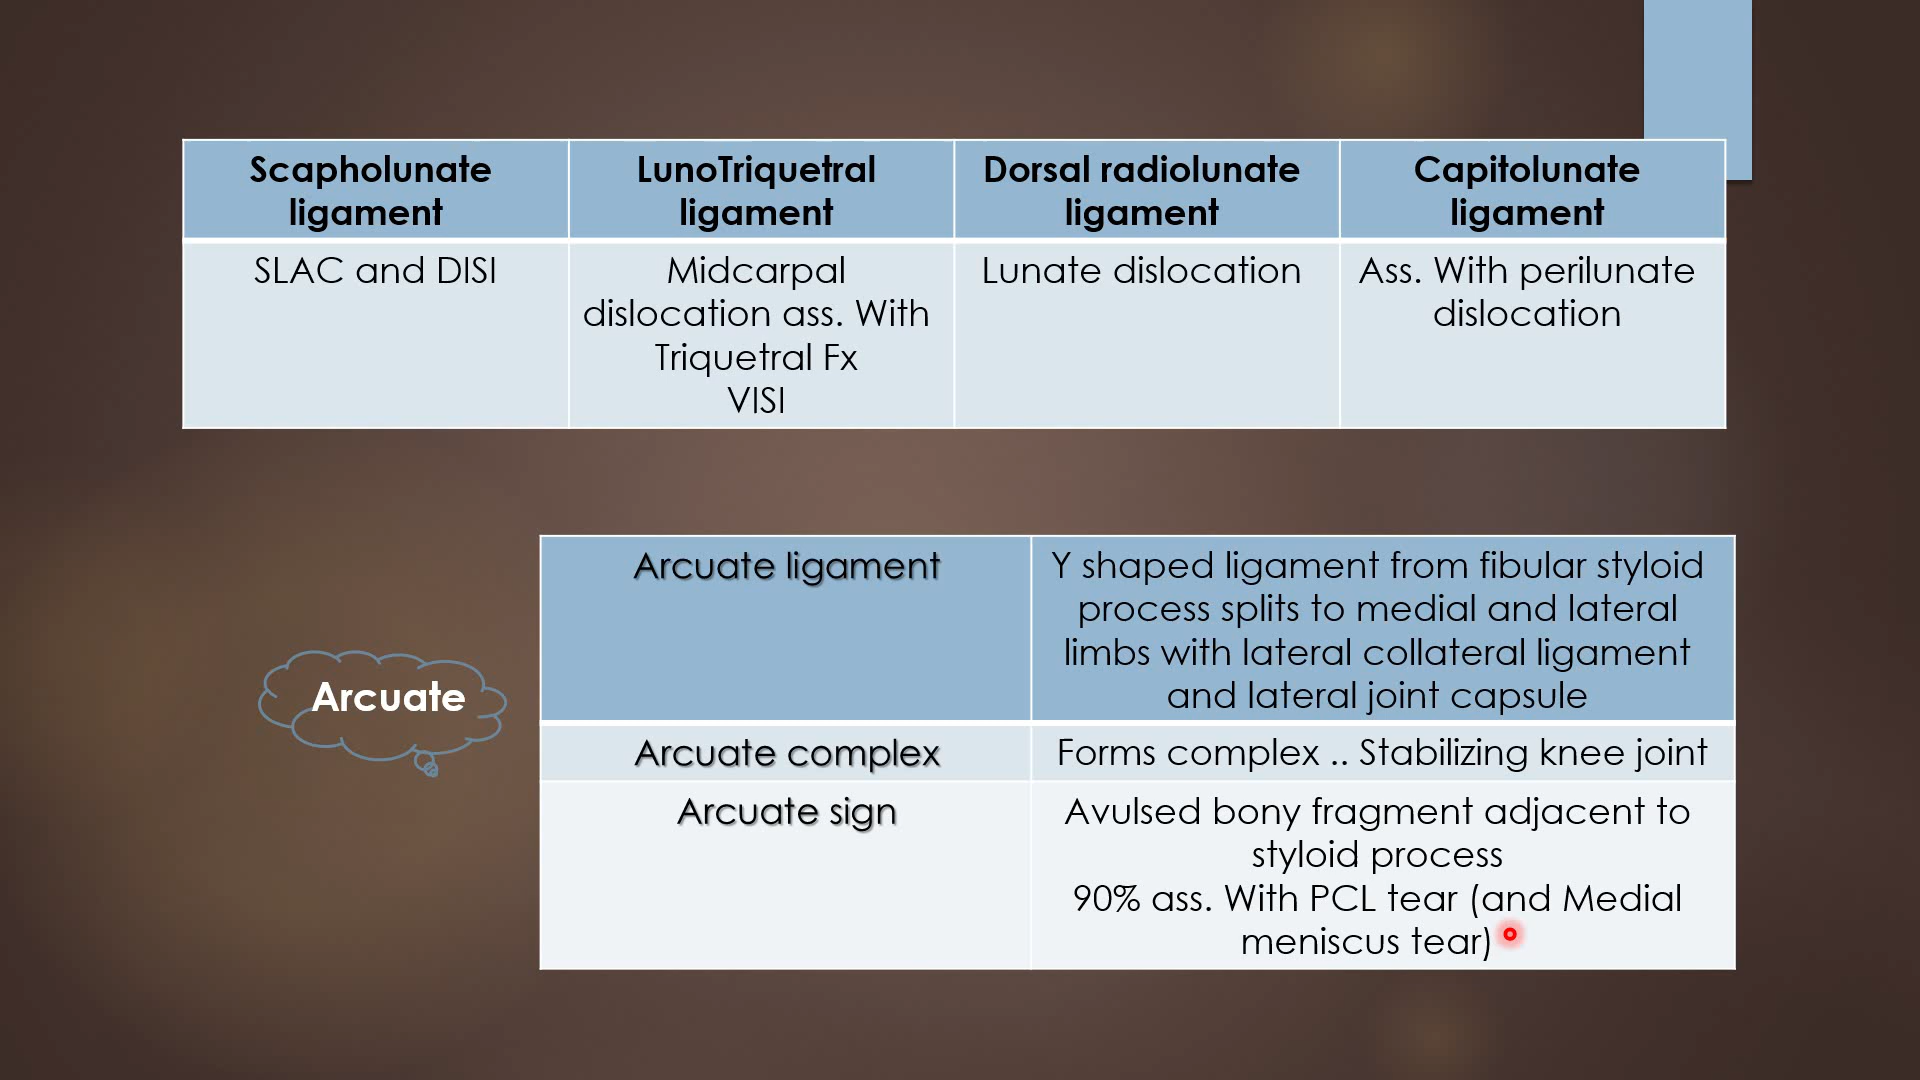 Scapholunate
ligament
LunoTriquetral
ligament
Dorsal radiolunate
ligament
Capitolunate
ligament
SLAC and DISI
Midcarpal
dislocation ass. With
Triquetral Fx
VISI
Lunate dislocation
Ass. With perilunate
dislocation
Arcuate
Arcuate ligament
Y shaped ligament from fibular styloid
process splits to medial and lateral
limbs with lateral collateral ligament
and lateral joint capsule
Arcuate complex
Forms complex .. Stabilizing knee joint
Arcuate sign
Avulsed bony fragment adjacent to
styloid process
90% ass. With PCL tear (and Medial
meniscus tear)